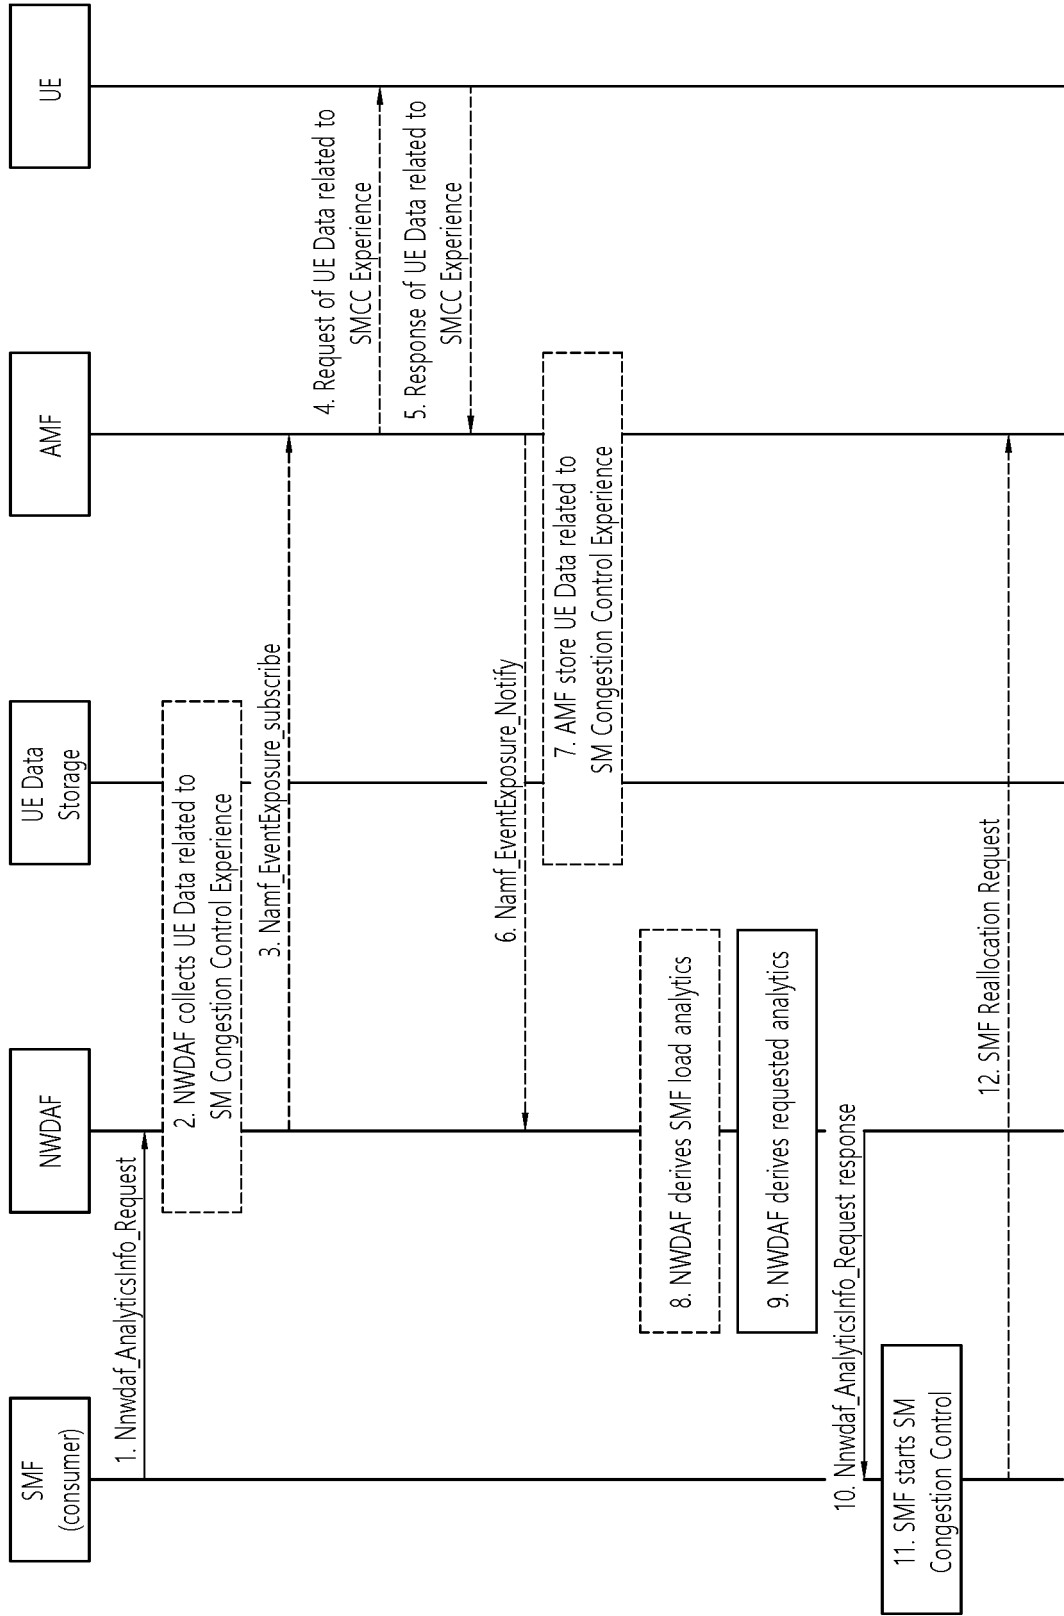 SMF
(consumer)
NWDAF
UE Data
Storage
AMF
UE
1. Nnwdaf_AnalyticsInfo_Request
2. NWDAF collects UE Data related to
SM Congestion Control Experience
3. Namf_EventExposure_subscribe
4. Request of UE Data related to
SMCC Experience
5. Response of UE Data related to
SMCC Experience
6. Namf_EventExposure_Notify
7. AMF store UE Data related to
SM Congestion Control Experience
8. NWDAF derives SMF load analytics
9. NWDAF derives requested analytics
10. Nnwdaf_AnalyticsInfo_Request response
11. SMF starts SM
Congestion Control
12. SMF Reallocation Request